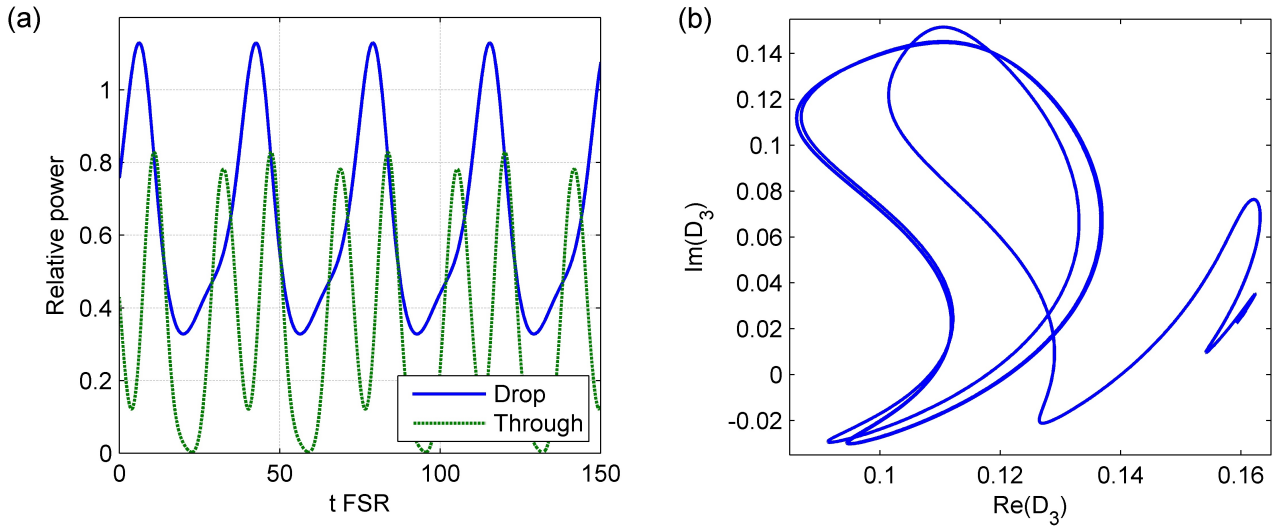 (a)
Relative power
1
0.8
0.6
0.4
0.2
0
0 50 100 150
t FSR
Drop
Through
(b)
Im(D3)
0.14
0.12
0.1
0.08
0.06
0.04
0.02
0
-0.02
0.1 0.12 0.14 0.16
Re(D3)